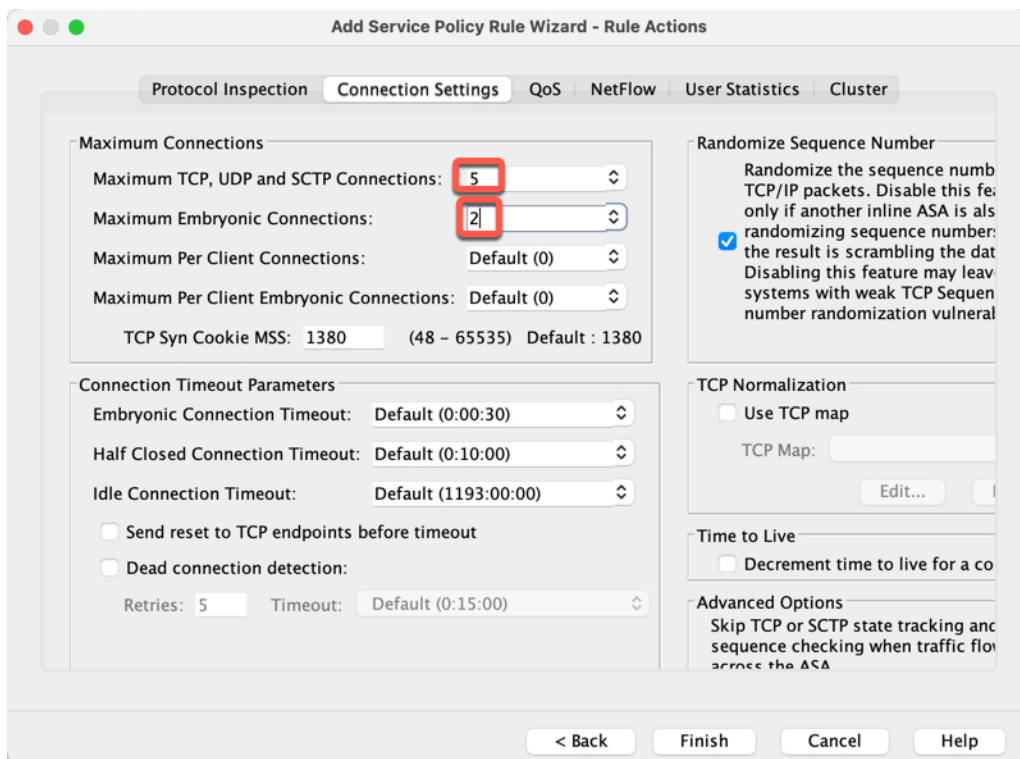 Add Service Policy Rule Wizard - Rule Actions
Protocol Inspection Connection Settings QoS NetFlow User Statistics Cluster
Maximum Connections
Maximum TCP, UDP and SCTP Connections: 5
Maximum Embryonic Connections: 2
Maximum Per Client Connections: Default (0)
Maximum Per Client Embryonic Connections: Default (0)
TCP Syn Cookie MSS: 1380 (48 - 65535) Default : 1380
Randomize Sequence Number
Randomize the sequence numb
TCP/IP packets. Disable this fea
only if another inline ASA is als
randomizing sequence numbers
the result is scrambling the dat
Disabling this feature may leav
systems with weak TCP Sequen
number randomization vulnerab
Connection Timeout Parameters
Embryonic Connection Timeout: Default (0:00:30)
Half Closed Connection Timeout: Default (0:10:00)
Idle Connection Timeout: Default (1193:00:00)
Send reset to TCP endpoints before timeout
Dead connection detection:
Retries: 5 Timeout: Default (0:15:00)
TCP Normalization
Use TCP map
TCP Map:
Edit...
Time to Live
Decrement time to live for a co
Advanced Options
Skip TCP or SCTP state tracking and
sequence checking when traffic flow
across the ASA
< Back Finish Cancel Help